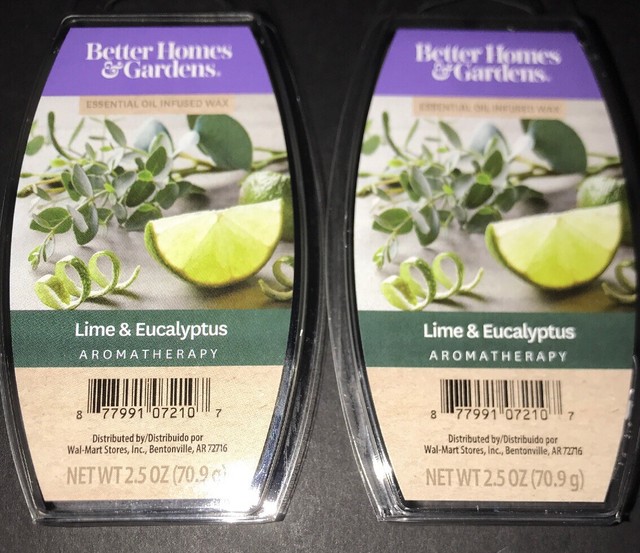 Better Homes
& Gardens®
ESSENTIAL OIL INFUSED WAX
Lime & Eucalyptus
AROMATHERAPY
8 77991 07210 7
Distributed by/Distribuido por
Wal-Mart Stores, Inc., Bentonville, AR 72716
NET WT 2.5 OZ (70.9 g)
Better Homes
& Gardens®
ESSENTIAL OIL INFUSED WAX
Lime & Eucalyptus
AROMATHERAPY
8 77991 07210 7
Distributed by/Distribuido por
Wal-Mart Stores, Inc., Bentonville, AR 72716
NET WT 2.5 OZ (70.9 g)